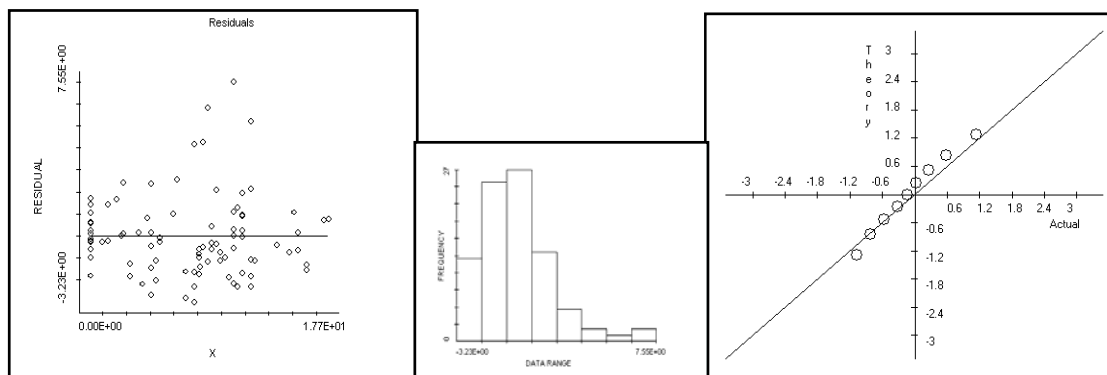 Residuals
7.55E+00
RESIDUAL
-3.23E+00
0.00E+00
1.77E+01
X
27
FREQUENCY
0
-3.23E+00
7.55E+00
DATA RANGE
Theory
3
2.4
1.8
1.2
0.6
-3 -2.4 -1.8 -1.2 -0.6
0.6 1.2 1.8 2.4 3
Actual
-0.6
-1.2
-1.8
-2.4
-3